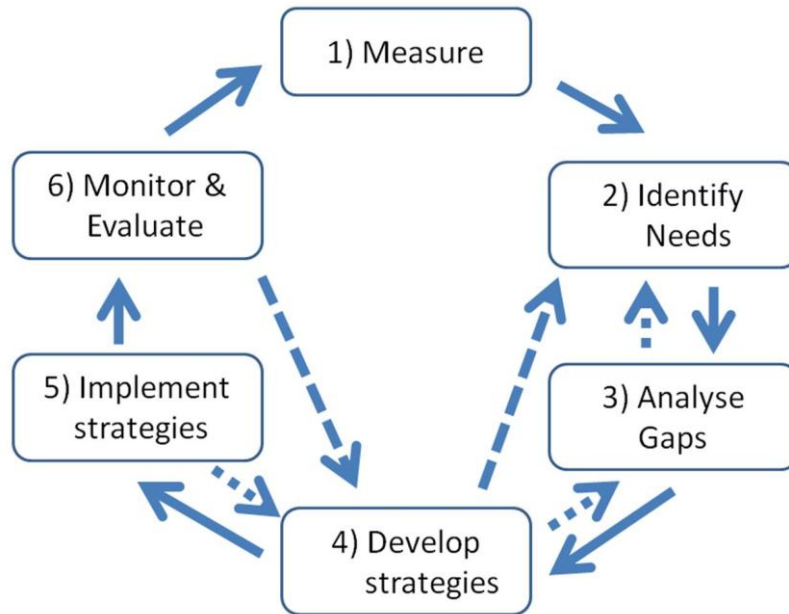 1) Measure
2) Identify
Needs
3) Analyse
Gaps
4) Develop
strategies
5) Implement
strategies
6) Monitor &
Evaluate